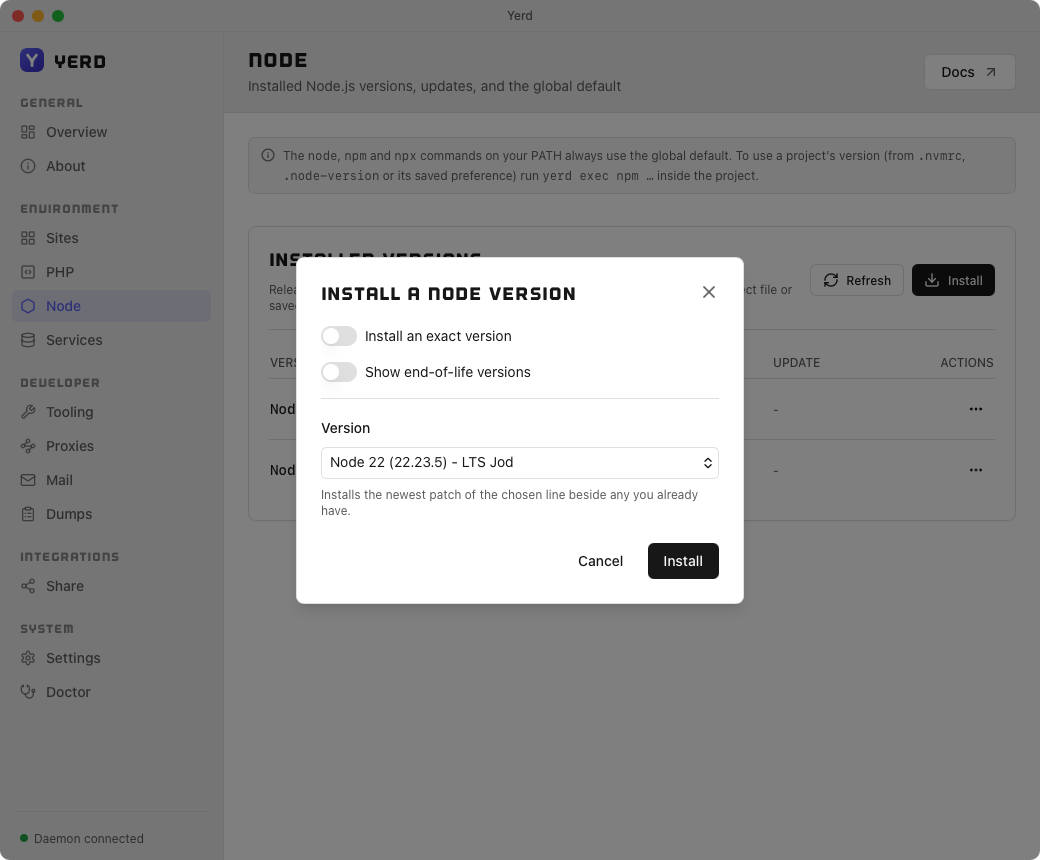 Yerd
YERD
GENERAL
Overview
About
ENVIRONMENT
Sites
PHP
Node
Services
DEVELOPER
Tooling
Proxies
Mail
Dumps
INTEGRATIONS
Share
SYSTEM
Settings
Doctor
Daemon connected
NODE
Installed Node.js versions, updates, and the global default
Docs
The node, npm and npx commands on your PATH always use the global default. To use a project's version (from .nvmrc,
.node-version or its saved preference) run yerd exec npm … inside the project.
INSTALLED VERSIONS
file or
Refresh
Install
UPDATE
ACTIONS
-
-
INSTALL A NODE VERSION
Install an exact version
Show end-of-life versions
Version
Node 22 (22.23.5) - LTS Jod
Installs the newest patch of the chosen line beside any you already
have.
Cancel
Install